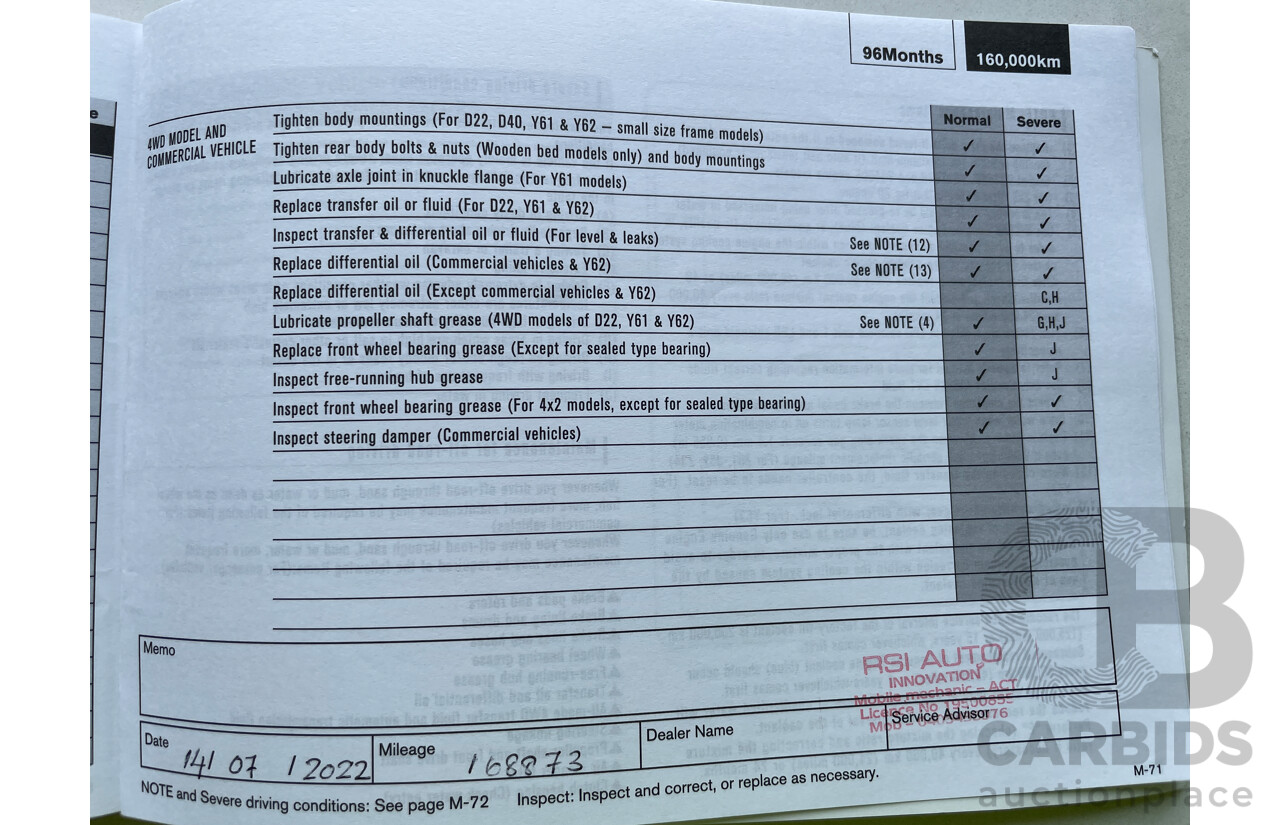 96Months 160,000km
4WD MODEL AND
COMMERCIAL VEHICLE
Normal Severe
Tighten body mountings (For D22, D40, Y61 & Y62 – small size frame models) ✓ ✓
Tighten rear body bolts & nuts (Wooden bed models only) and body mountings ✓ ✓
Lubricate axle joint in knuckle flange (For Y61 models) ✓ ✓
Replace transfer oil or fluid (For D22, Y61 & Y62) ✓ ✓
Inspect transfer & differential oil or fluid (For level & leaks) See NOTE (12) ✓ ✓
Replace differential oil (Commercial vehicles & Y62) See NOTE (13) ✓ ✓
Replace differential oil (Except commercial vehicles & Y62) C,H
Lubricate propeller shaft grease (4WD models of D22, Y61 & Y62) See NOTE (4) ✓ G,H,J
Replace front wheel bearing grease (Except for sealed type bearing) ✓ J
Inspect free-running hub grease ✓ J
Inspect front wheel bearing grease (For 4x2 models, except for sealed type bearing) ✓ ✓
Inspect steering damper (Commercial vehicles) ✓ ✓
Memo
RSI AUTO
INNOVATION
Mobile mechanic – ACT
Licence No
Mob
Date 14/07/2022
Mileage 168873
Dealer Name
Service Advisor
NOTE and Severe driving conditions: See page M-72 Inspect: Inspect and correct, or replace as necessary.
M-71
B
CARBIDS
auctionplace